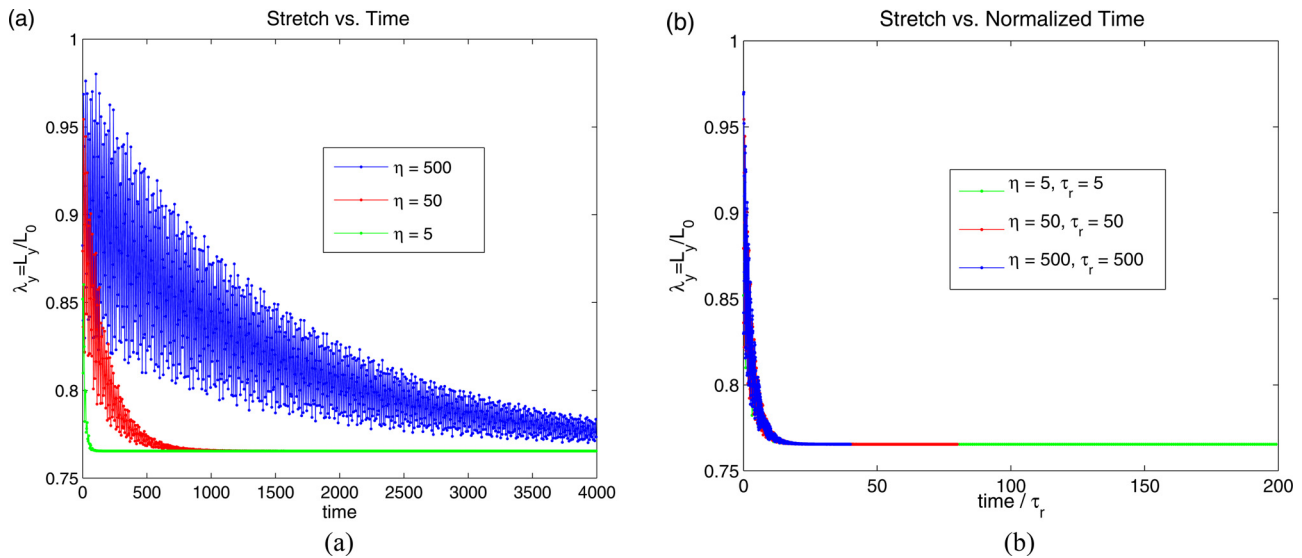 (a)
Stretch vs. Time
1
0.95
0.9
0.85
0.8
0.75
λy=Ly/L0
η = 500
η = 50
η = 5
0 500 1000 1500 2000 2500 3000 3500 4000
time
(a)
(b)
Stretch vs. Normalized Time
1
0.95
0.9
0.85
0.8
0.75
λy=Ly/L0
η = 5, τr = 5
η = 50, τr = 50
η = 500, τr = 500
0 50 100 150 200
time / τr
(b)